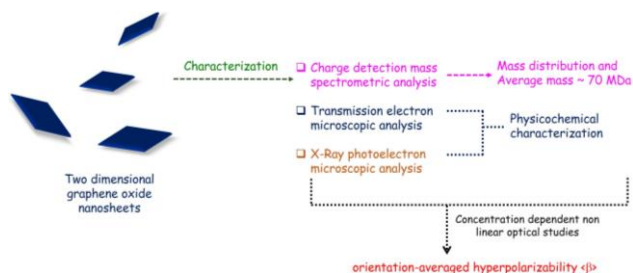 Characterization
❑ Charge detection mass
spectrometric analysis
Mass distribution and
Average mass ~ 70 MDa
❑ Transmission electron
microscopic analysis
❑ X-Ray photoelectron
microscopic analysis
Physicochemical
characterization
Two dimensional
graphene oxide
nanosheets
Concentration dependent non
linear optical studies
orientation-averaged hyperpolarizability <β>